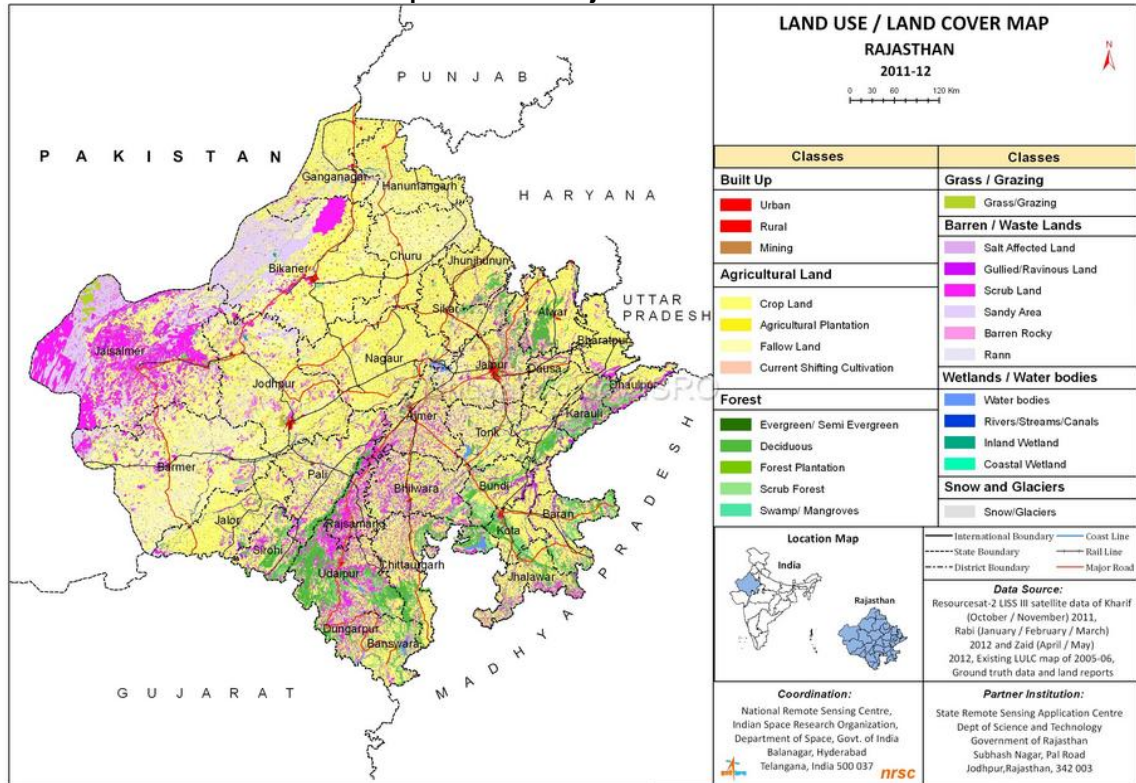 LAND USE / LAND COVER MAP
RAJASTHAN
2011-12
N
0 30 60 120 Km
PUNJAB
PAKISTAN
HARYANA
UTTAR
PRADESH
MADHYA PRADESH
GUJARAT
Ganganagar
Hanumangarh
Bikaner
Churu
Jhunjhunun
Sikar
Alwar
Bharatpur
Jaisalmer
Nagaur
Jaipur
Dausa
Dhaulpur
Jodhpur
Karauli
Ajmer
Tonk
Barmer
Pali
Bhilwara
Bundi
Baran
Jalor
Rajsamand
Kota
Sirohi
Udaipur
Chittaurgarh
Jhalawar
Dungarpur
Banswara
Classes
Built Up
Urban
Rural
Mining
Agricultural Land
Crop Land
Agricultural Plantation
Fallow Land
Current Shifting Cultivation
Forest
Evergreen/ Semi Evergreen
Deciduous
Forest Plantation
Scrub Forest
Swamp/ Mangroves
Classes
Grass / Grazing
Grass/Grazing
Barren / Waste Lands
Salt Affected Land
Gullied/Ravinous Land
Scrub Land
Sandy Area
Barren Rocky
Rann
Wetlands / Water bodies
Water bodies
Rivers/Streams/Canals
Inland Wetland
Coastal Wetland
Snow and Glaciers
Snow/Glaciers
Location Map
India
Rajasthan
International Boundary Coast Line
State Boundary Rail Line
District Boundary Major Road
Data Source:
Resourcesat-2 LISS III satellite data of Kharif
(October / November) 2011,
Rabi (January / February / March)
2012 and Zaid (April / May)
2012, Existing LULC map of 2005-06,
Ground truth data and land reports
Coordination:
National Remote Sensing Centre,
Indian Space Research Organization,
Department of Space, Govt. of India
Balanagar, Hyderabad
Telangana, India 500 037
nrsc
Partner Institution:
State Remote Sensing Application Centre
Dept of Science and Technology
Government of Rajasthan
Subhash Nagar, Pal Road
Jodhpur,Rajasthan, 342 003